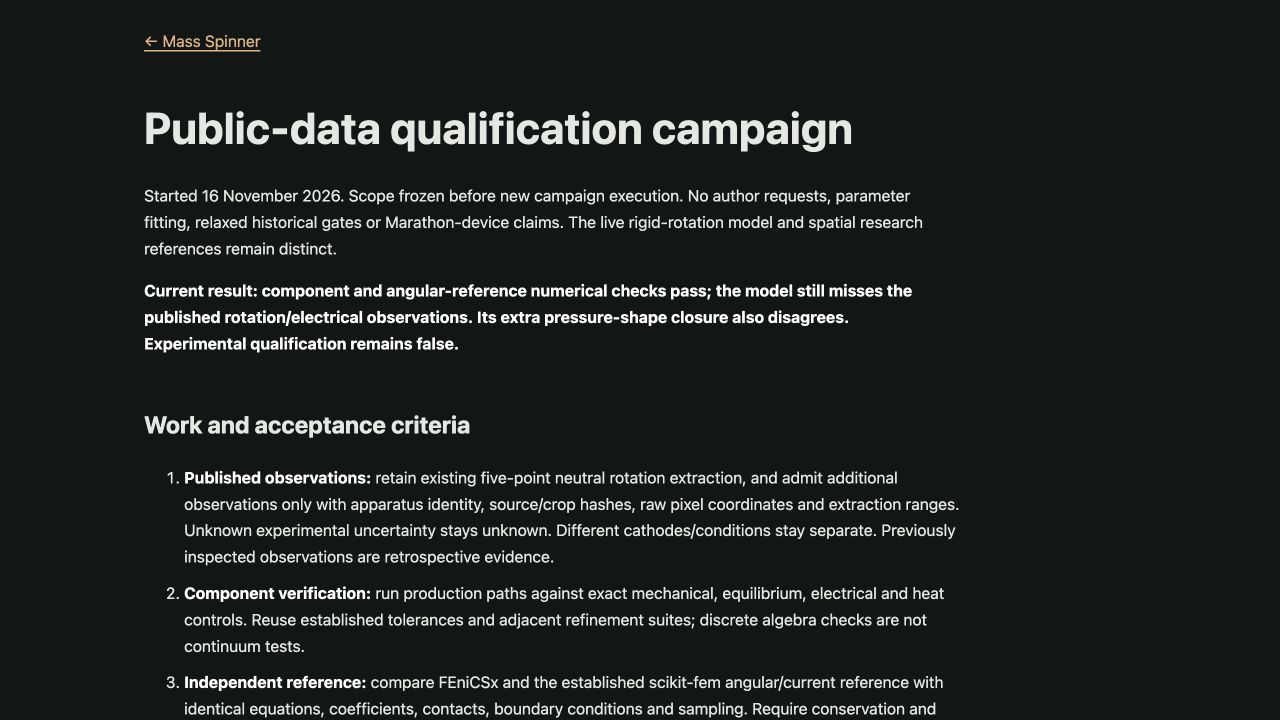 ← Mass Spinner
Public-data qualification campaign
Started 16 November 2026. Scope frozen before new campaign execution. No author requests, parameter
fitting, relaxed historical gates or Marathon-device claims. The live rigid-rotation model and spatial research
references remain distinct.
Current result: component and angular-reference numerical checks pass; the model still misses the
published rotation/electrical observations. Its extra pressure-shape closure also disagrees.
Experimental qualification remains false.
Work and acceptance criteria
1. Published observations: retain existing five-point neutral rotation extraction, and admit additional
observations only with apparatus identity, source/crop hashes, raw pixel coordinates and extraction ranges.
Unknown experimental uncertainty stays unknown. Different cathodes/conditions stay separate. Previously
inspected observations are retrospective evidence.
2. Component verification: run production paths against exact mechanical, equilibrium, electrical and heat
controls. Reuse established tolerances and adjacent refinement suites; discrete algebra checks are not
continuum tests.
3. Independent reference: compare FEniCSx and the established scikit-fem angular/current reference with
identical equations, coefficients, contacts, boundary conditions and sampling. Require conservation and